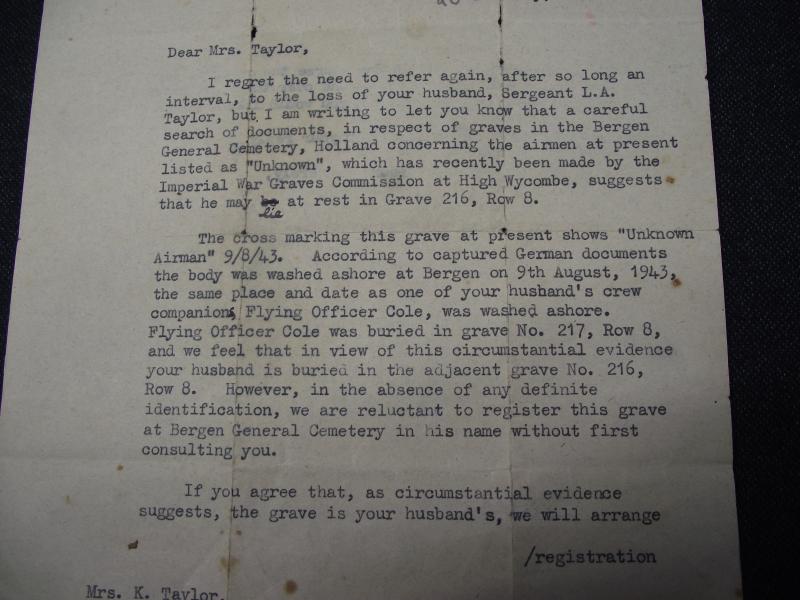 Dear Mrs. Taylor,
I regret the need to refer again, after so long an
interval, to the loss of your husband, Sergeant L.A.
Taylor, but I am writing to let you know that a careful
search of documents, in respect of graves in the Bergen
General Cemetery, Holland concerning the airmen at present
listed as "Unknown", which has recently been made by the
Imperial War Graves Commission at High Wycombe, suggests
that he may lie at rest in Grave 216, Row 8.
The cross marking this grave at present shows "Unknown
Airman" 9/8/43. According to captured German documents
the body was washed ashore at Bergen on 9th August, 1943,
the same place and date as one of your husband's crew
companions, Flying Officer Cole, was washed ashore.
Flying Officer Cole was buried in grave No. 217, Row 8,
and we feel that in view of this circumstantial evidence
your husband is buried in the adjacent grave No. 216,
Row 8. However, in the absence of any definite
identification, we are reluctant to register this grave
at Bergen General Cemetery in his name without first
consulting you.
If you agree that, as circumstantial evidence
suggests, the grave is your husband's, we will arrange
/registration
Mrs. K. Taylor,